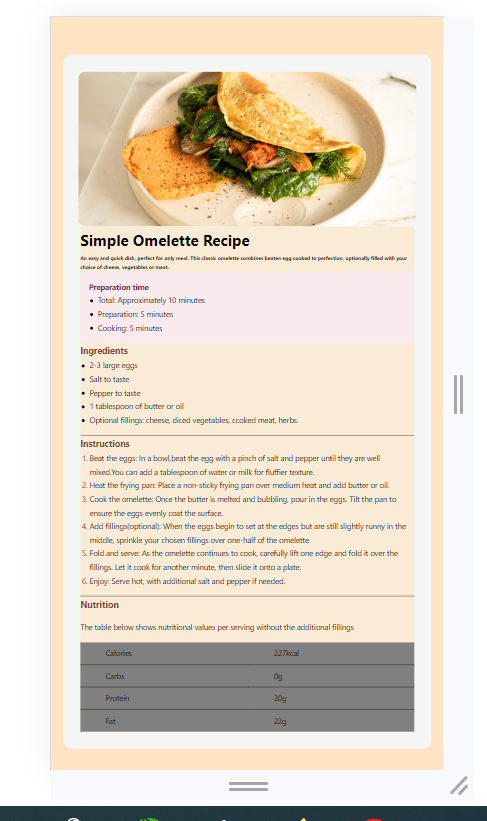 Simple Omelette Recipe
An easy and quick dish, perfect for only meal. This classic omelette combines beaten egg cooked to perfection, optionally filled with your
choice of cheese, vegetables or meat.
Preparation time
• Total: Approximately 10 minutes
• Preparation: 5 minutes
• Cooking: 5 minutes
Ingredients
• 2-3 large eggs
• Salt to taste
• Pepper to taste
• 1 tablespoon of butter or oil
• Optional fillings: cheese, diced vegetables, ccoked meat, herbs.
Instructions
1. Beat the eggs: In a bowl,beat the egg with a pinch of salt and pepper until they are well
mixed.You can add a tablespoon of water or milk for fluffier texture.
2. Heat the frying pan: Place a non-sticky frying pan over medium heat and add butter or oil.
3. Cook the omelette: Once the butter is melted and bubbling, pour in the eggs. Tilt the pan to
ensure the eggs evenly coat the surface.
4. Add fillings(optional): When the eggs begin to set at the edges but are still slightly runny in the
middle, sprinkle your chosen fillings over one-half of the omelette
5. Fold and serve: As the omelette continues to cook, carefully lift one edge and fold it over the
fillings. Let it cook for another minute, then slide it onto a plate.
6. Enjoy: Serve hot, with additional salt and pepper if needed.
Nutrition
The table below shows nutritional values per serving without the additional fillings
Calories 227kcal
Carbs 0g
Protein 20g
Fat 22g